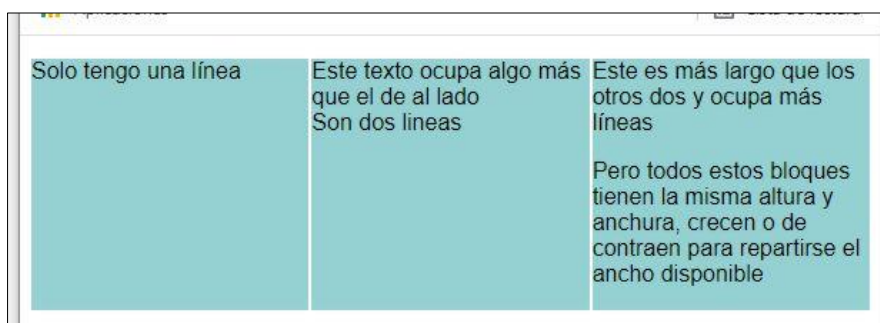 Solo tengo una línea
Este texto ocupa algo más
que el de al lado
Son dos lineas
Este es más largo que los
otros dos y ocupa más
líneas
Pero todos estos bloques
tienen la misma altura y
anchura, crecen o de
contraen para repartirse el
ancho disponible